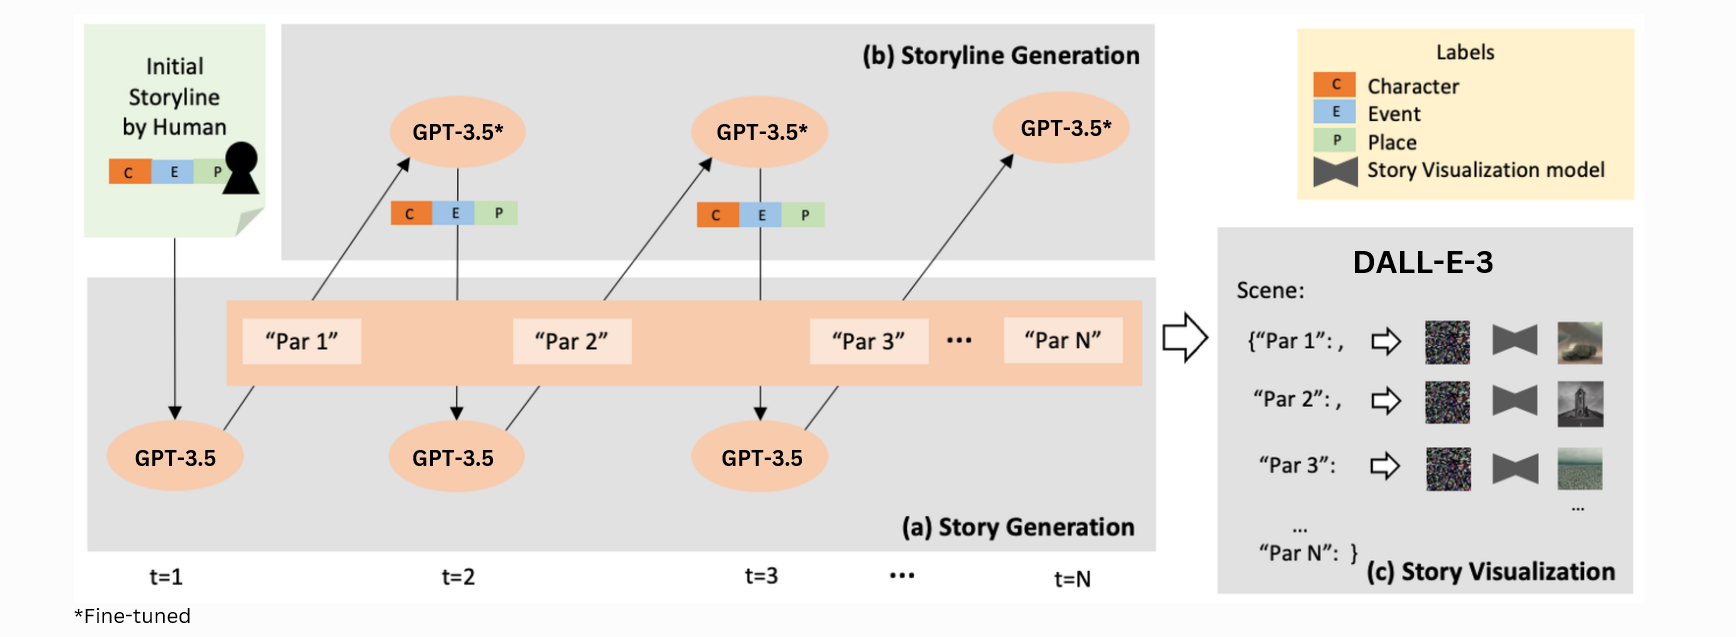 Initial
Storyline
by Human
C E P
(b) Storyline Generation
GPT-3.5*
GPT-3.5*
GPT-3.5*
C E P
C E P
"Par 1"
"Par 2"
"Par 3"
...
"Par N"
GPT-3.5
GPT-3.5
GPT-3.5
(a) Story Generation
t=1
t=2
t=3
...
t=N
*Fine-tuned
Labels
C Character
E Event
P Place
Story Visualization model
DALL-E-3
Scene:
{"Par 1": ,
"Par 2": ,
"Par 3":
...
...
"Par N": }
(c) Story Visualization